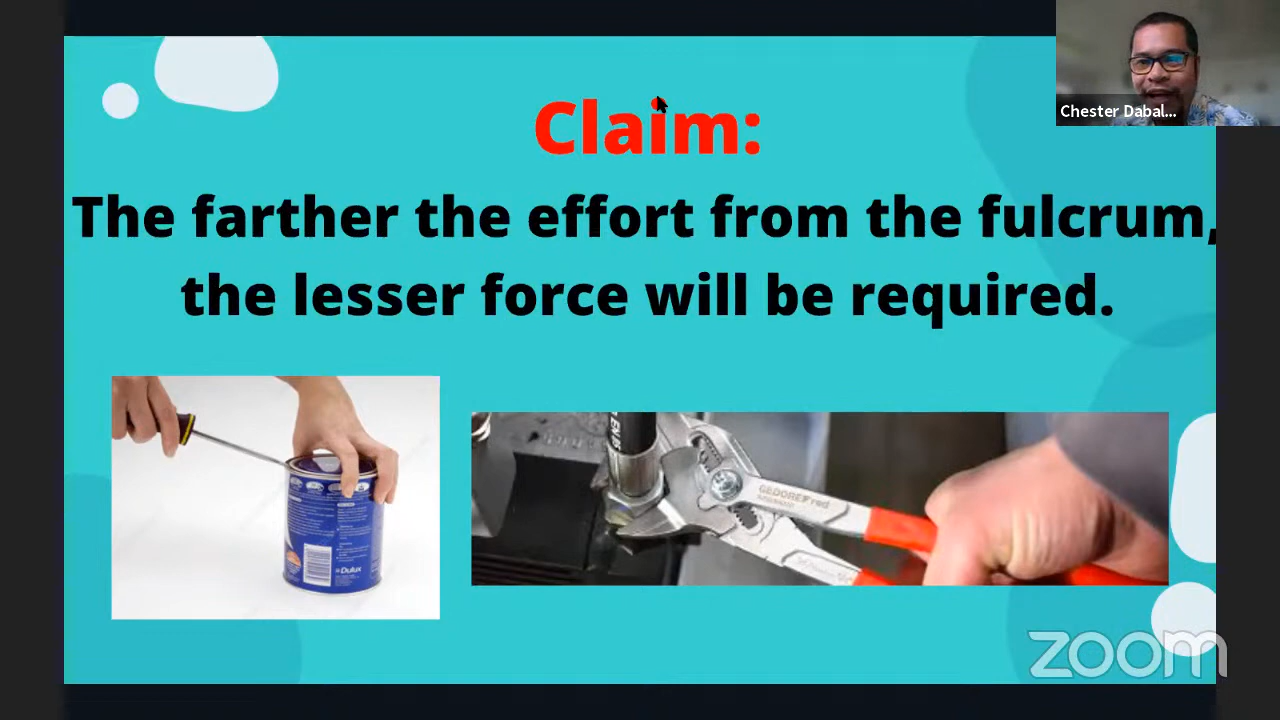 Claim:
The farther the effort from the fulcrum,
the lesser force will be required.
Chester Dabal...
Dulux
GEDORE red
zoom